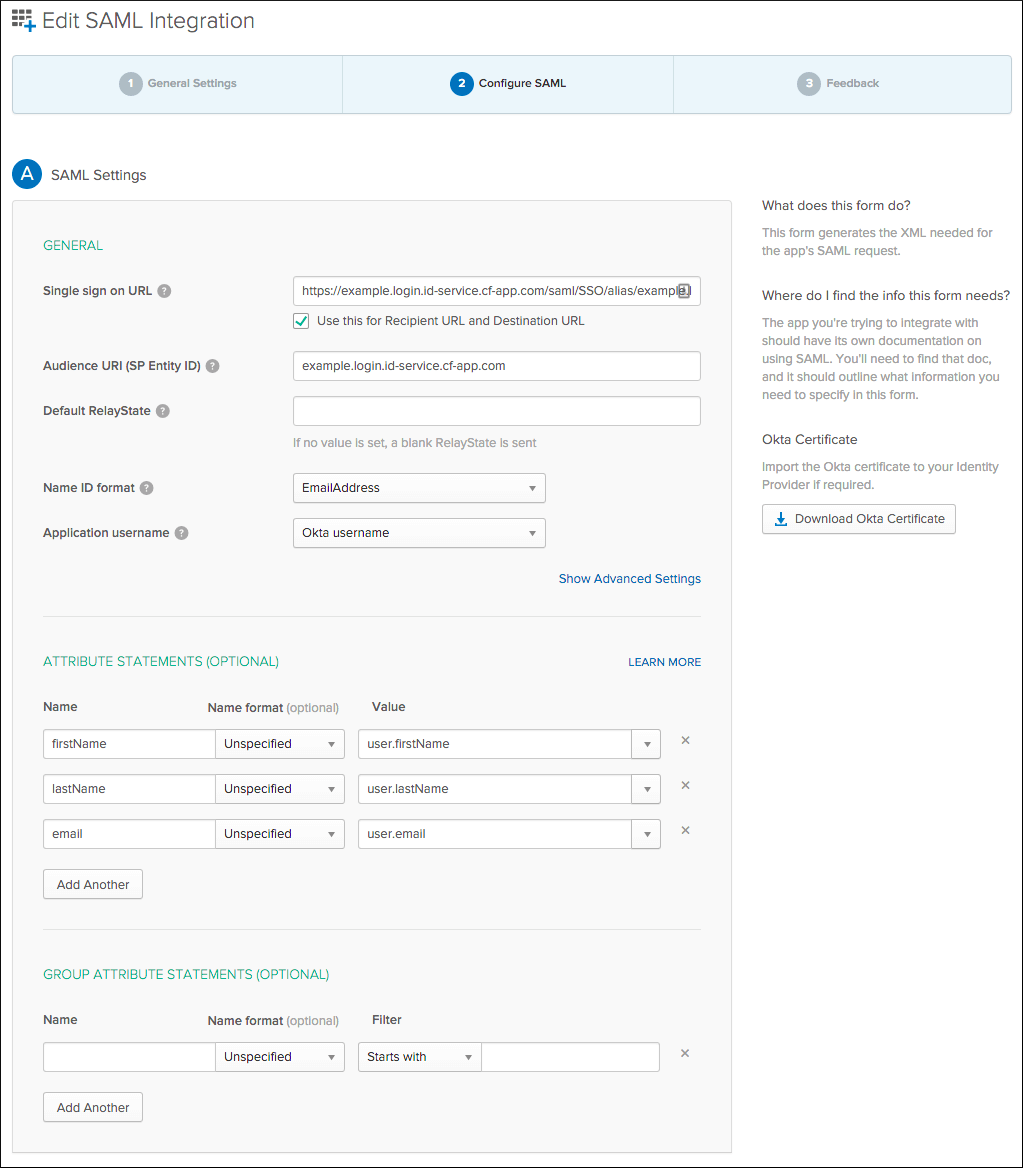 Edit SAML Integration
1 General Settings
2 Configure SAML
3 Feedback
A SAML Settings
GENERAL
Single sign on URL ?
https://example.login.id-service.cf-app.com/saml/SSO/alias/example.l
Use this for Recipient URL and Destination URL
Audience URI (SP Entity ID) ?
example.login.id-service.cf-app.com
Default RelayState ?
If no value is set, a blank RelayState is sent
Name ID format ?
EmailAddress
Application username ?
Okta username
Show Advanced Settings
ATTRIBUTE STATEMENTS (OPTIONAL)
LEARN MORE
Name Name format (optional) Value
firstName Unspecified user.firstName
lastName Unspecified user.lastName
email Unspecified user.email
Add Another
GROUP ATTRIBUTE STATEMENTS (OPTIONAL)
Name Name format (optional) Filter
Unspecified Starts with
Add Another
What does this form do?
This form generates the XML needed for
the app's SAML request.
Where do I find the info this form needs?
The app you're trying to integrate with
should have its own documentation on
using SAML. You'll need to find that doc,
and it should outline what information you
need to specify in this form.
Okta Certificate
Import the Okta certificate to your Identity
Provider if required.
Download Okta Certificate